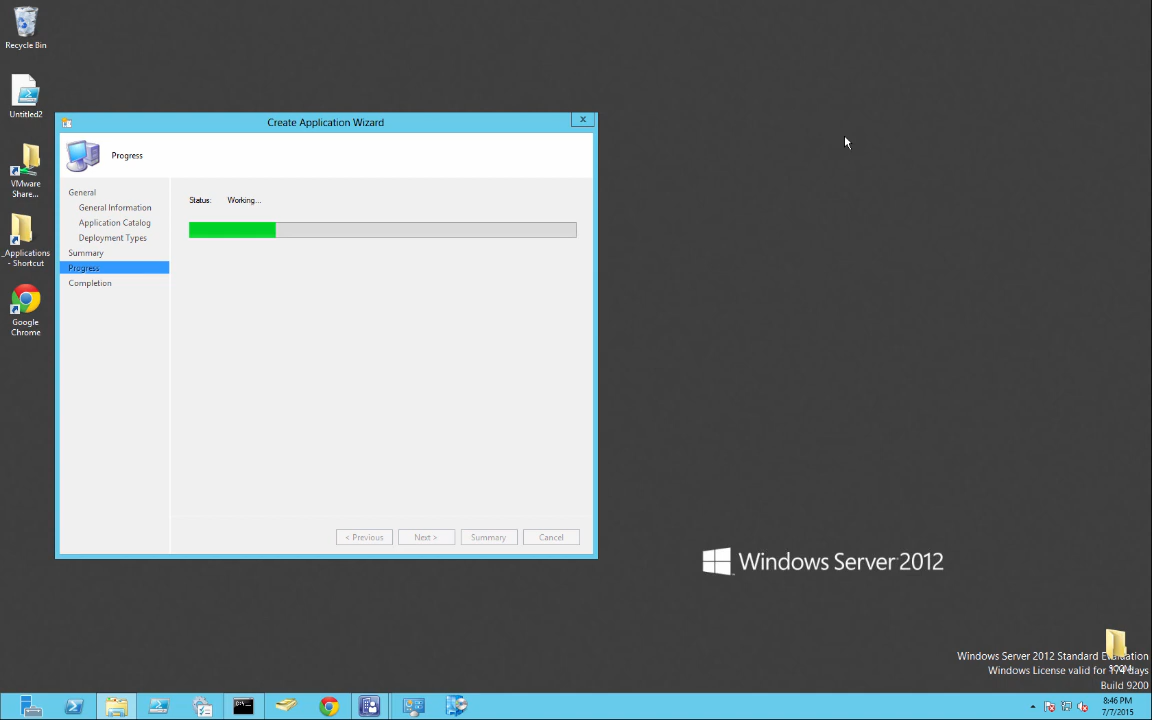 Recycle Bin
Untitled2
VMware
Share...
_Applications
- Shortcut
Google
Chrome
Create Application Wizard
x
Progress
General
General Information
Application Catalog
Deployment Types
Summary
Progress
Completion
Status: Working...
< Previous
Next >
Summary
Cancel
Windows Server 2012
Windows Server 2012 Standard Evaluation
Windows License valid for 174 days
Build 9200
8:46 PM
7/7/2015